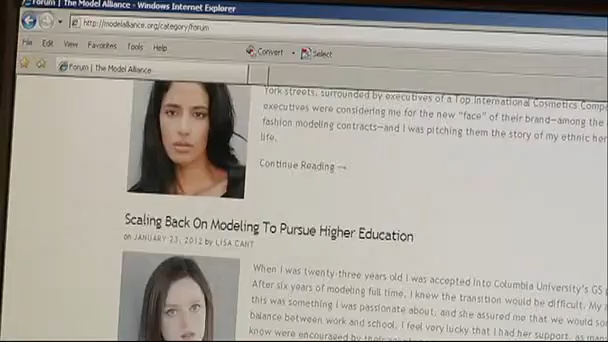 Forum | The Model Alliance - Windows Internet Explorer
http://modelalliance.org/category/forum
File Edit View Favorites Tools Help
Convert Select
Forum | The Model Alliance
York streets, surrounded by executives of a Top International Cosmetics Comp
executives were considering me for the new "face" of their brand—among the
fashion modeling contracts—and I was pitching them the story of my ethnic her
life.
Continue Reading →
Scaling Back On Modeling To Pursue Higher Education
on JANUARY 23, 2012 by LISA CANT
When I was twenty-three years old I was accepted into Columbia University's GS
After six years of modeling full time, I knew the transition would be difficult. My
this was something I was passionate about, and she assured me that we would
balance between work and school. I feel very lucky that I had her support, as
know were encouraged by their